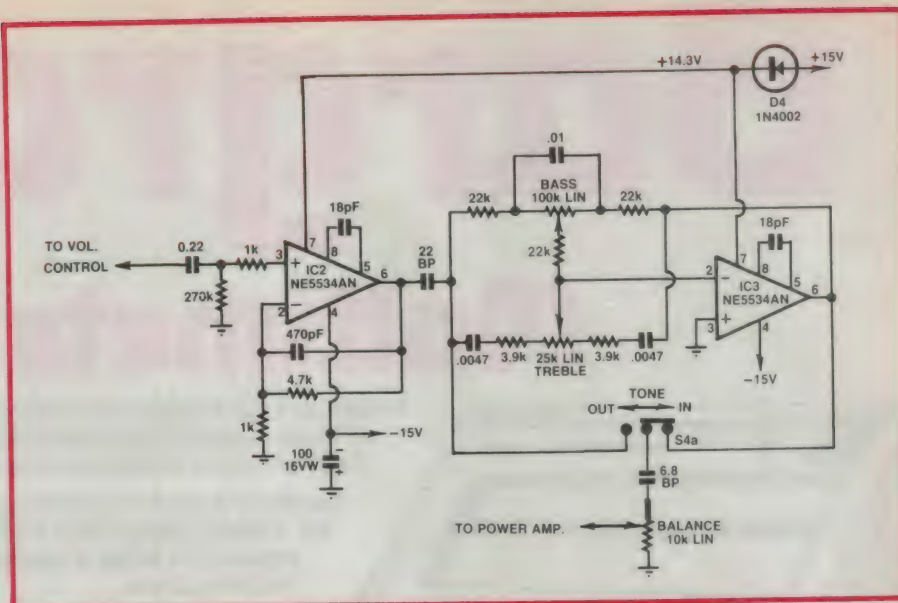 +14.3V
+15V
D4
1N4002
.01
BASS
100k LIN
22k
22k
18pF
18pF
22k
TO VOL.
CONTROL
0.22
1k
3
+
7
8
5
IC2
NE5534AN
6
22
BP
270k
2
−
4
470pF
4.7k
1k
100
16VW
−
+
−15V
2
−
7
8
5
IC3
NE5534AN
6
3
+
4
−15V
.0047
3.9k
25k LIN
TREBLE
3.9k
.0047
TONE
OUT
IN
S4a
6.8
BP
TO POWER AMP.
BALANCE
10k LIN